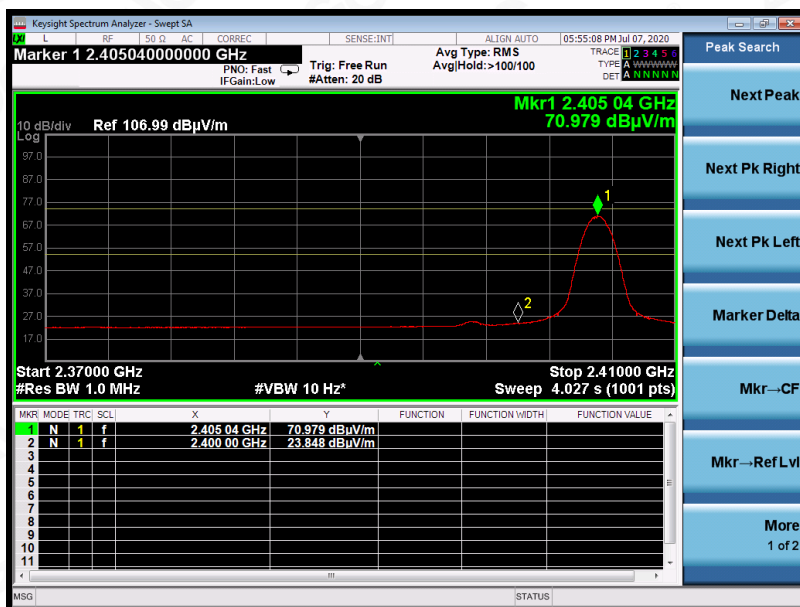 Keysight Spectrum Analyzer - Swept SA
LXI L RF 50 Ω AC CORREC SENSE:INT ALIGN AUTO 05:55:08 PM Jul 07, 2020
Marker 1 2.405040000000 GHz
PNO: Fast
IFGain:Low
Trig: Free Run
#Atten: 20 dB
Avg Type: RMS
Avg|Hold:>100/100
TRACE 1 2 3 4 5 6
TYPE A WWWWW
DET A N N N N N
Mkr1 2.405 04 GHz
70.979 dBµV/m
10 dB/div Ref 106.99 dBµV/m
Log
97.0
87.0
77.0
67.0
57.0
47.0
37.0
27.0
17.0
1
2
Start 2.37000 GHz Stop 2.41000 GHz
#Res BW 1.0 MHz #VBW 10 Hz* Sweep 4.027 s (1001 pts)
MKR MODE TRC SCL X Y FUNCTION FUNCTION WIDTH FUNCTION VALUE
1 N 1 f 2.405 04 GHz 70.979 dBµV/m
2 N 1 f 2.400 00 GHz 23.848 dBµV/m
3
4
5
6
7
8
9
10
11
MSG STATUS
Peak Search
Next Peak
Next Pk Right
Next Pk Left
Marker Delta
Mkr→CF
Mkr→Ref Lvl
More
1 of 2